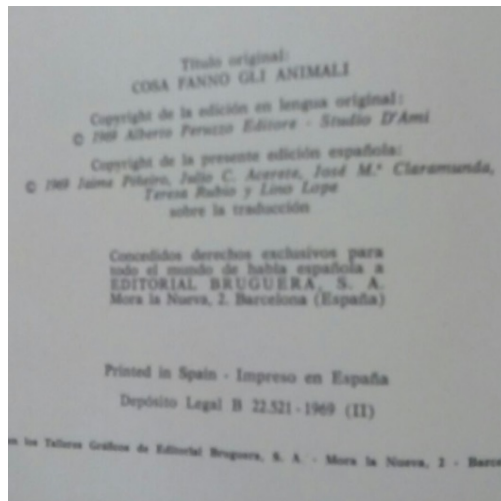 Título original:
COSA FANNO GLI ANIMALI
Copyright de la edición en lengua original:
© 1969 Alberto Peruzzo Editore - Studio D'Ami
Copyright de la presente edición española:
© 1969 Jaime Piñeiro, Julio C. Acerete, José M.ª Claramunda,
Teresa Rubio y Lino Lope
sobre la traducción
Concedidos derechos exclusivos para
todo el mundo de habla española a
EDITORIAL BRUGUERA, S. A.
Mora la Nueva, 2. Barcelona (España)
Printed in Spain - Impreso en España
Depósito Legal B 22.521 - 1969 (II)
en los Talleres Gráficos de Editorial Bruguera, S. A. - Mora la Nueva, 2 - Barce